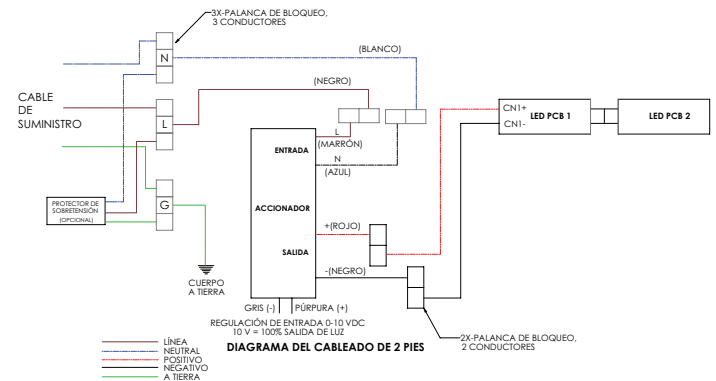 3X-PALANCA DE BLOQUEO,
3 CONDUCTORES
N
(BLANCO)
(NEGRO)
CABLE
DE
SUMINISTRO
L
CN1+
CN1-
LED PCB 1
LED PCB 2
ENTRADA
L
(MARRÓN)
N
(AZUL)
PROTECTOR DE
SOBRETENSIÓN
(OPCIONAL)
G
ACCIONADOR
+(ROJO)
SALIDA
-(NEGRO)
CUERPO
A TIERRA
GRIS (-)
PÚRPURA (+)
REGULACIÓN DE ENTRADA 0-10 VDC
10 V = 100% SALIDA DE LUZ
DIAGRAMA DEL CABLEADO DE 2 PIES
2X-PALANCA DE BLOQUEO,
2 CONDUCTORES
LÍNEA
NEUTRAL
POSITIVO
NEGATIVO
A TIERRA